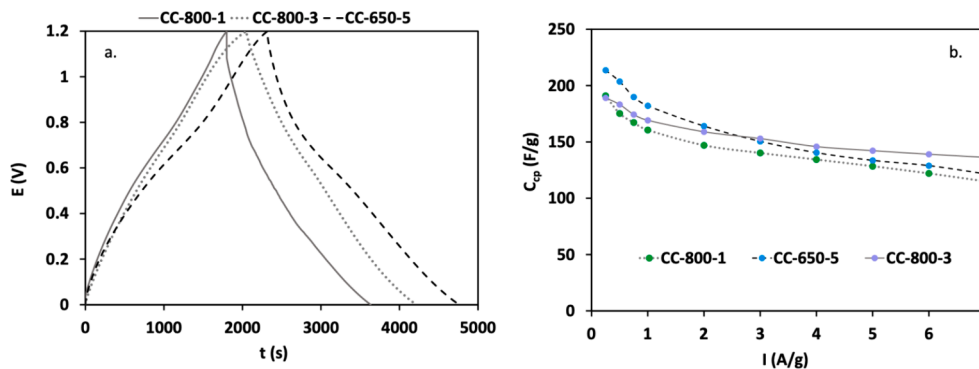 CC-800-1 CC-800-3 CC-650-5
a.
1.2
1
0.8
0.6
0.4
0.2
0
E (V)
0 1000 2000 3000 4000 5000
t (s)
b.
250
200
150
100
50
0
Ccp (F/g)
CC-800-1 CC-650-5 CC-800-3
0 1 2 3 4 5 6
I (A/g)